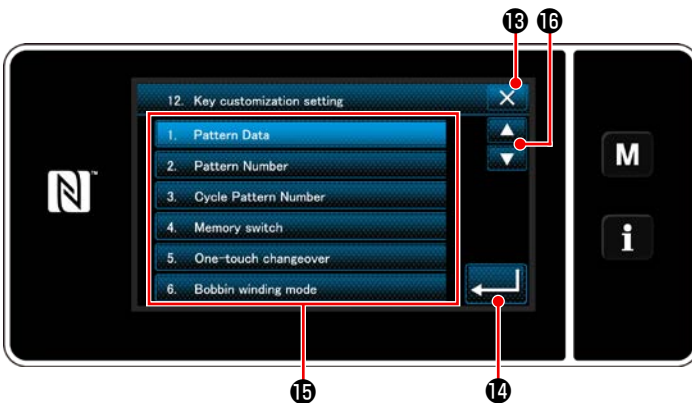 ⓭ ⓰
12. Key customization setting
1. Pattern Data
2. Pattern Number
3. Cycle Pattern Number
4. Memory switch
5. One-touch changeover
6. Bobbin winding mode
N™
M
i
⓯ ⓮